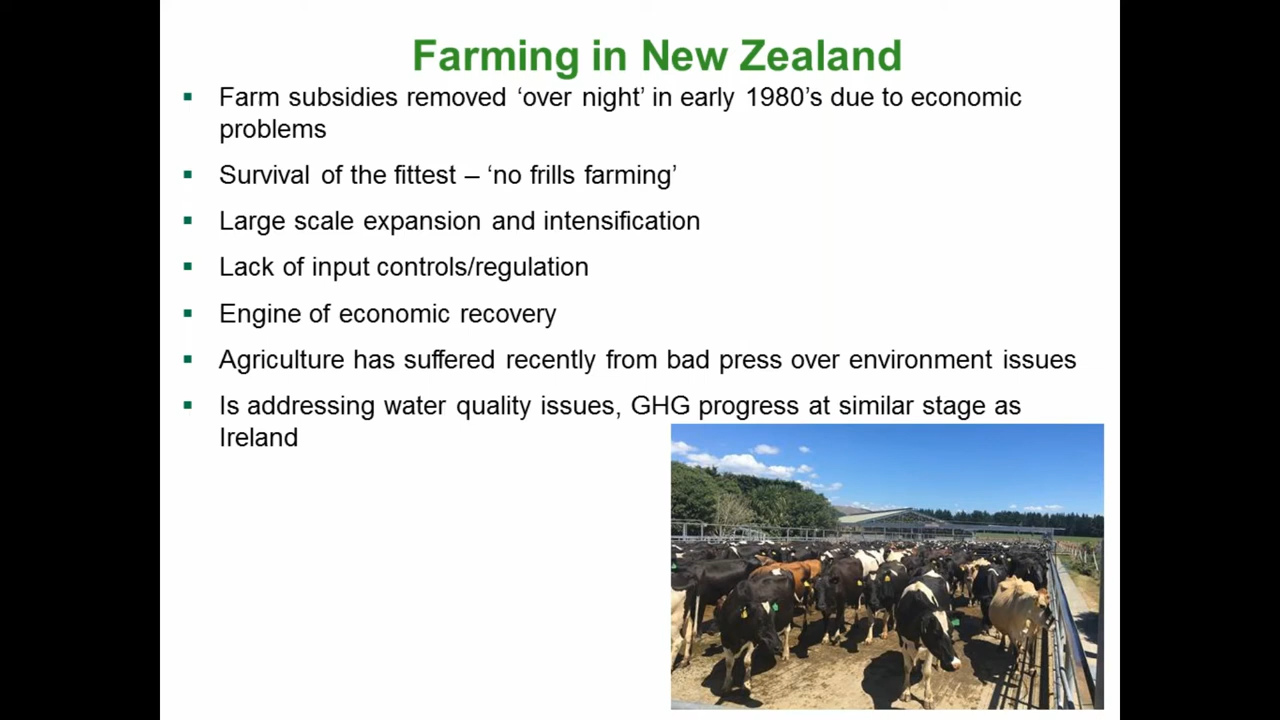 Farming in New Zealand
▪ Farm subsidies removed ‘over night’ in early 1980’s due to economic
problems
▪ Survival of the fittest – ‘no frills farming’
▪ Large scale expansion and intensification
▪ Lack of input controls/regulation
▪ Engine of economic recovery
▪ Agriculture has suffered recently from bad press over environment issues
▪ Is addressing water quality issues, GHG progress at similar stage as
Ireland